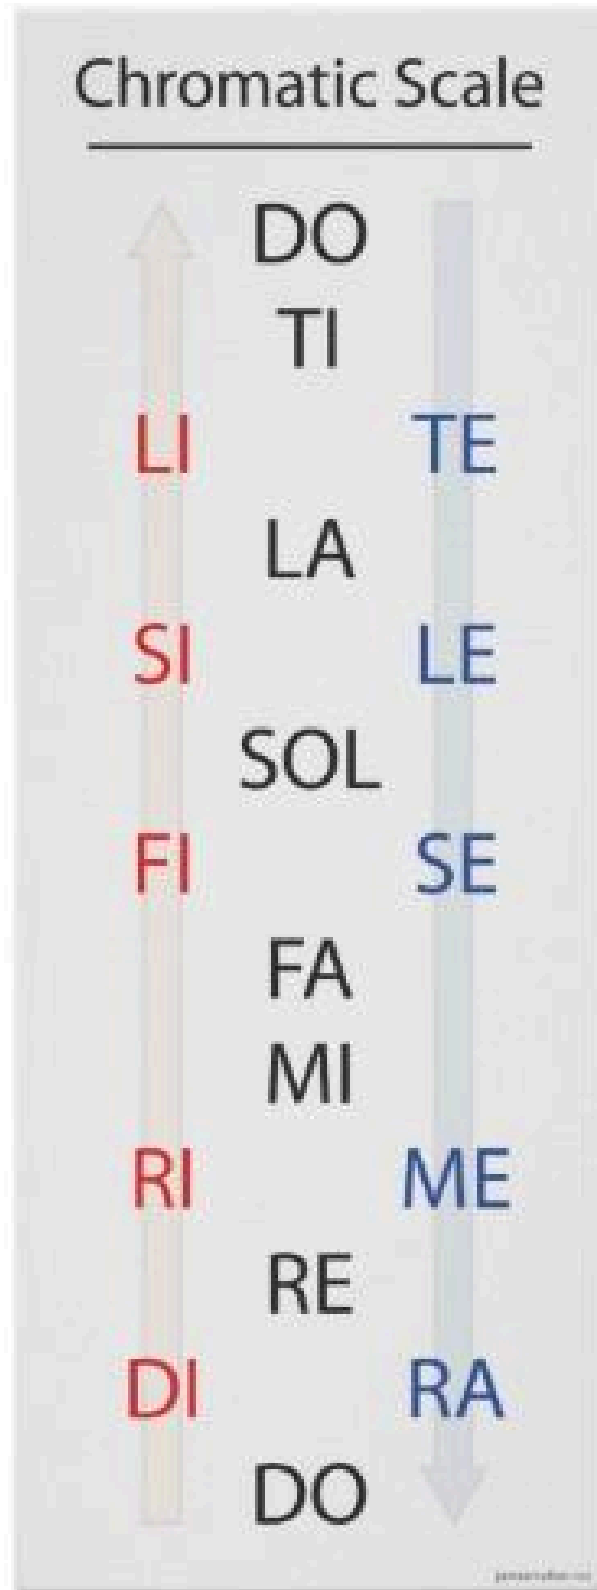 Chromatic Scale
DO
TI
LI TE
LA
SI LE
SOL
FI SE
FA
MI
RI ME
RE
DI RA
DO